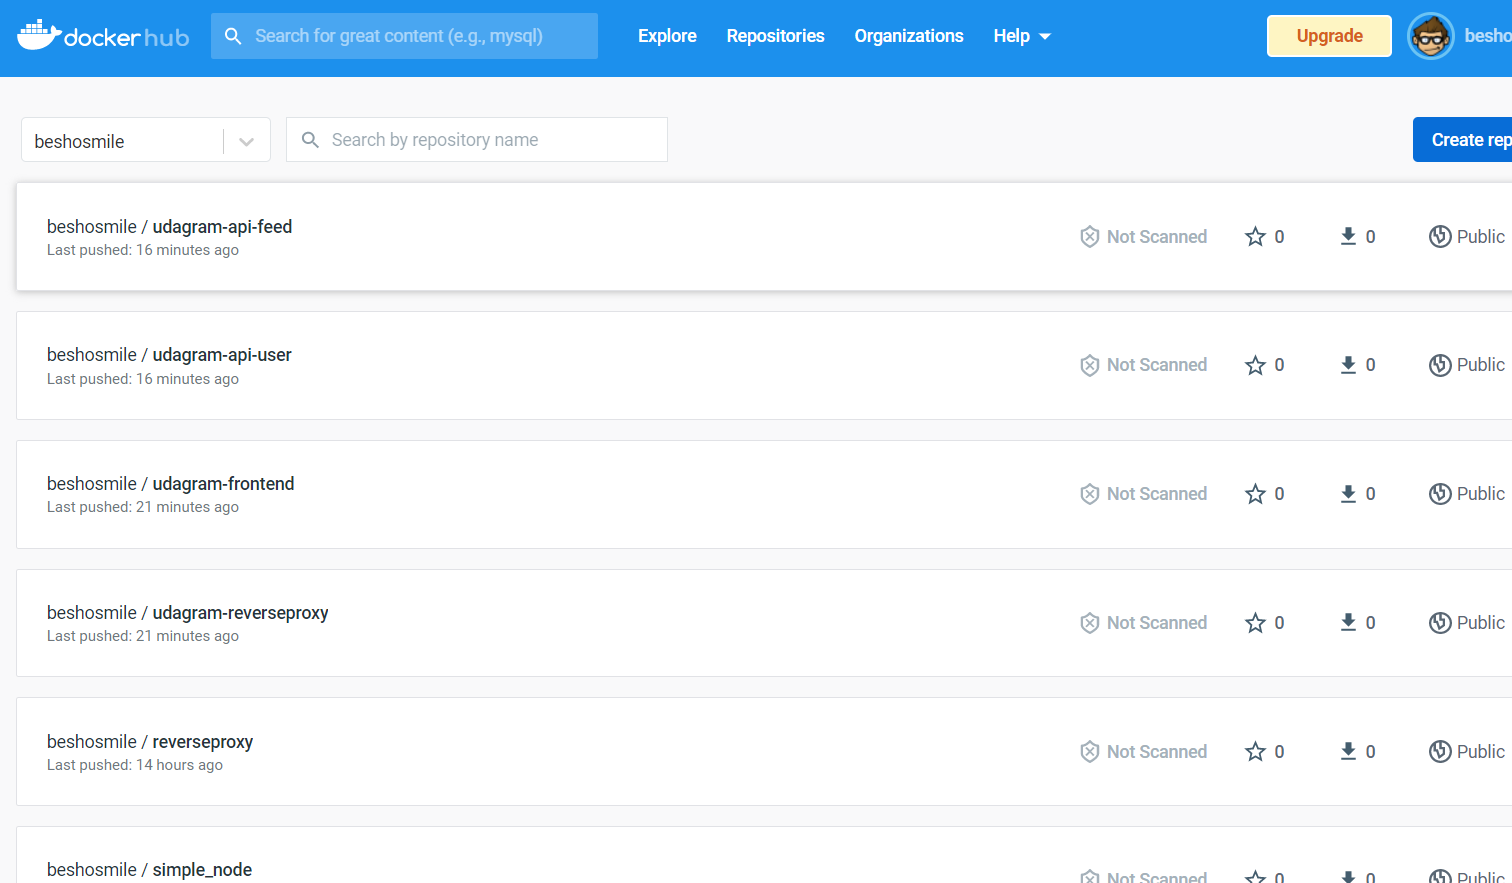 docker hub
Search for great content (e.g., mysql)
Explore
Repositories
Organizations
Help
Upgrade
besho
beshosmile
Search by repository name
Create rep
beshosmile / udagram-api-feed
Last pushed: 16 minutes ago
Not Scanned
0
0
Public
beshosmile / udagram-api-user
Last pushed: 16 minutes ago
Not Scanned
0
0
Public
beshosmile / udagram-frontend
Last pushed: 21 minutes ago
Not Scanned
0
0
Public
beshosmile / udagram-reverseproxy
Last pushed: 21 minutes ago
Not Scanned
0
0
Public
beshosmile / reverseproxy
Last pushed: 14 hours ago
Not Scanned
0
0
Public
beshosmile / simple_node
Not Scanned
0
0
Public